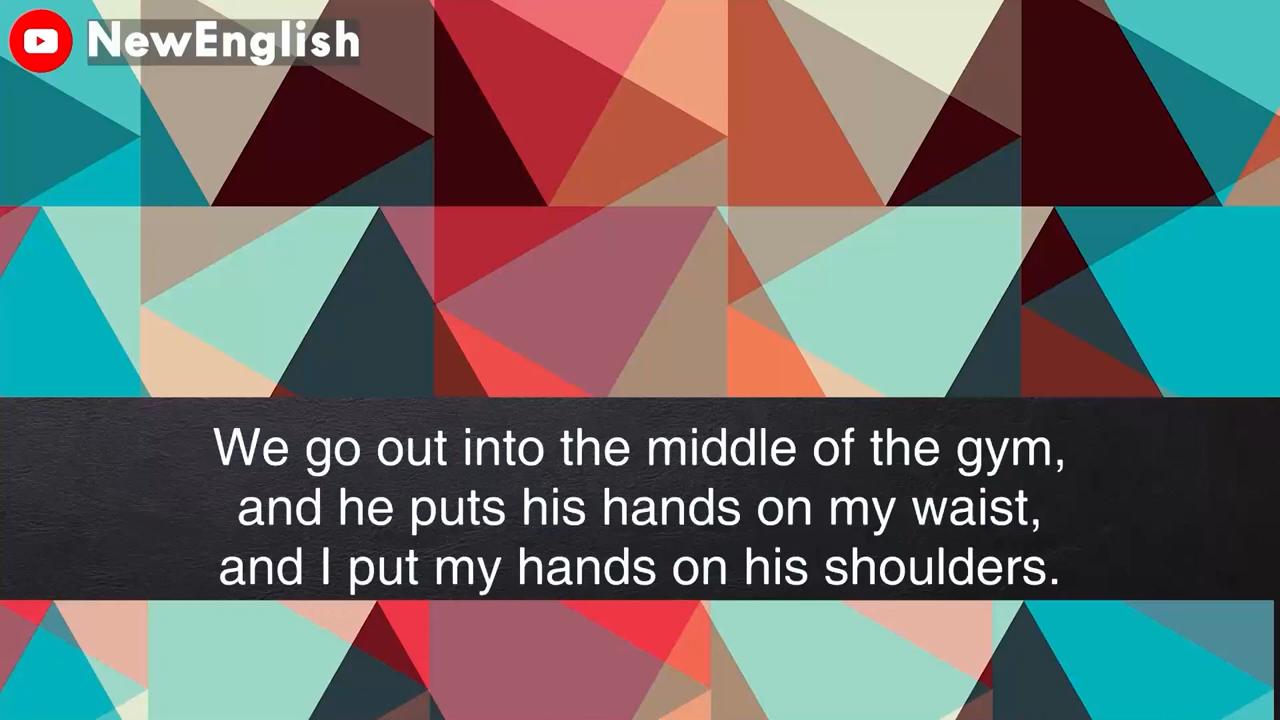 NewEnglish
We go out into the middle of the gym,
and he puts his hands on my waist,
and I put my hands on his shoulders.